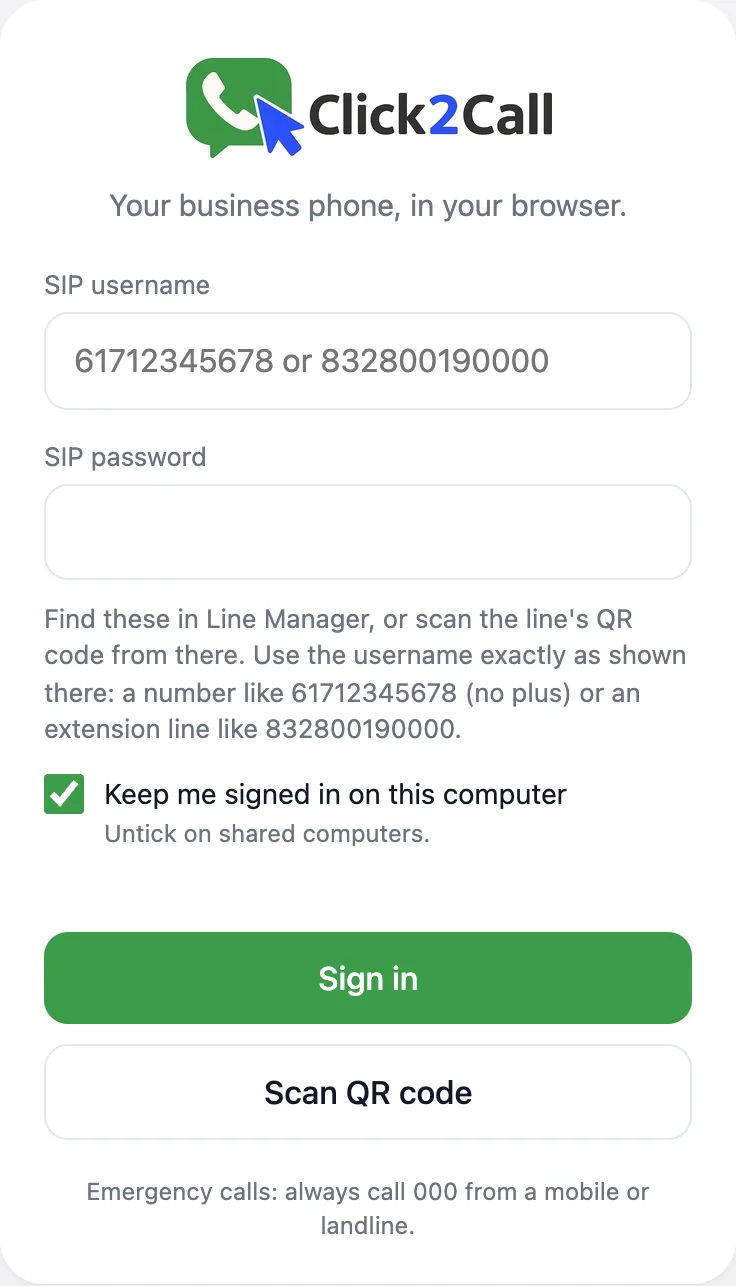 Click2Call
Your business phone, in your browser.
SIP username
61712345678 or 832800190000
SIP password
Find these in Line Manager, or scan the line's QR
code from there. Use the username exactly as shown
there: a number like 61712345678 (no plus) or an
extension line like 832800190000.
Keep me signed in on this computer
Untick on shared computers.
Sign in
Scan QR code
Emergency calls: always call 000 from a mobile or
landline.